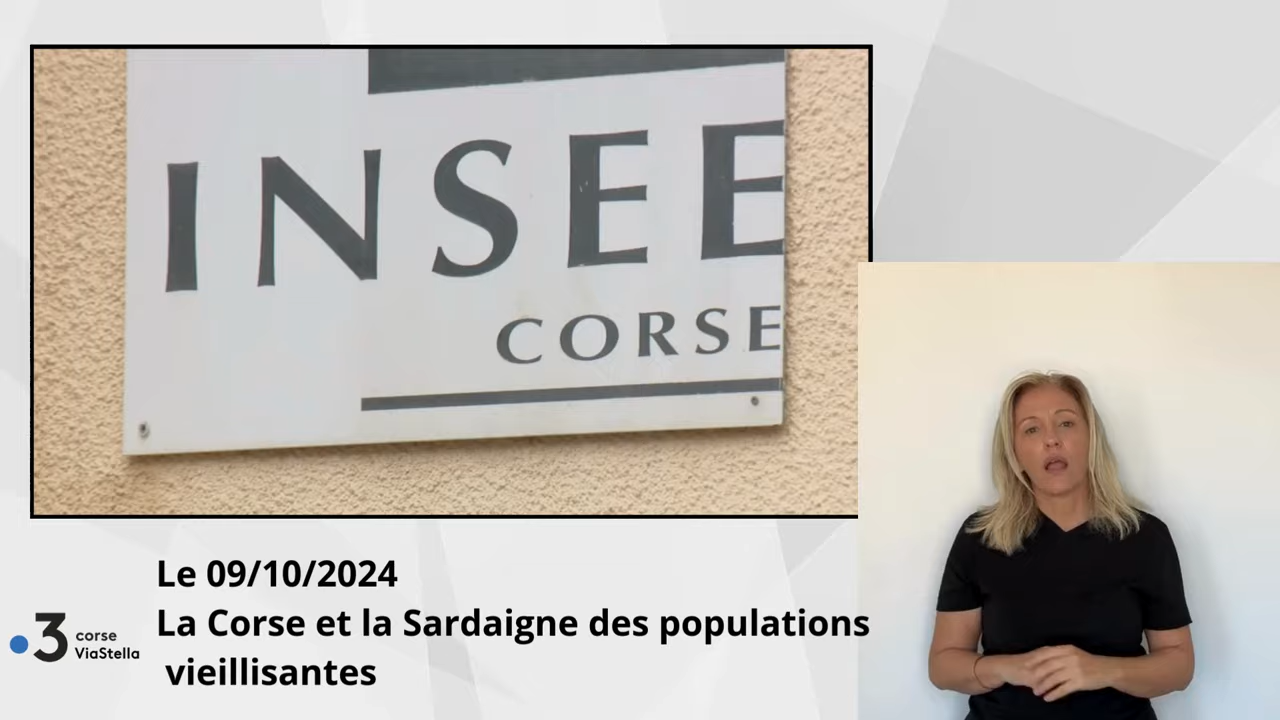 INSEE
CORSE
Le 09/10/2024
La Corse et la Sardaigne des populations
vieillisantes
3 corse
ViaStella